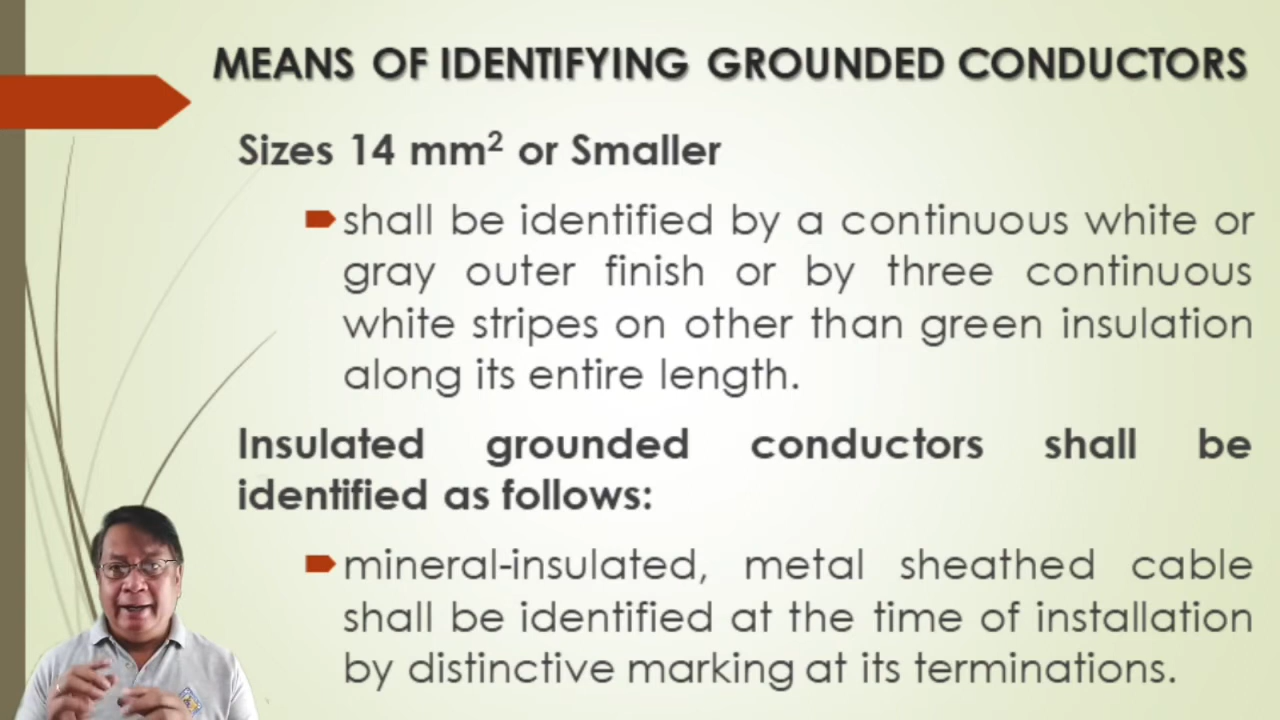 MEANS OF IDENTIFYING GROUNDED CONDUCTORS
Sizes 14 mm² or Smaller
shall be identified by a continuous white or
gray outer finish or by three continuous
white stripes on other than green insulation
along its entire length.
Insulated grounded conductors shall be
identified as follows:
mineral-insulated, metal sheathed cable
shall be identified at the time of installation
by distinctive marking at its terminations.